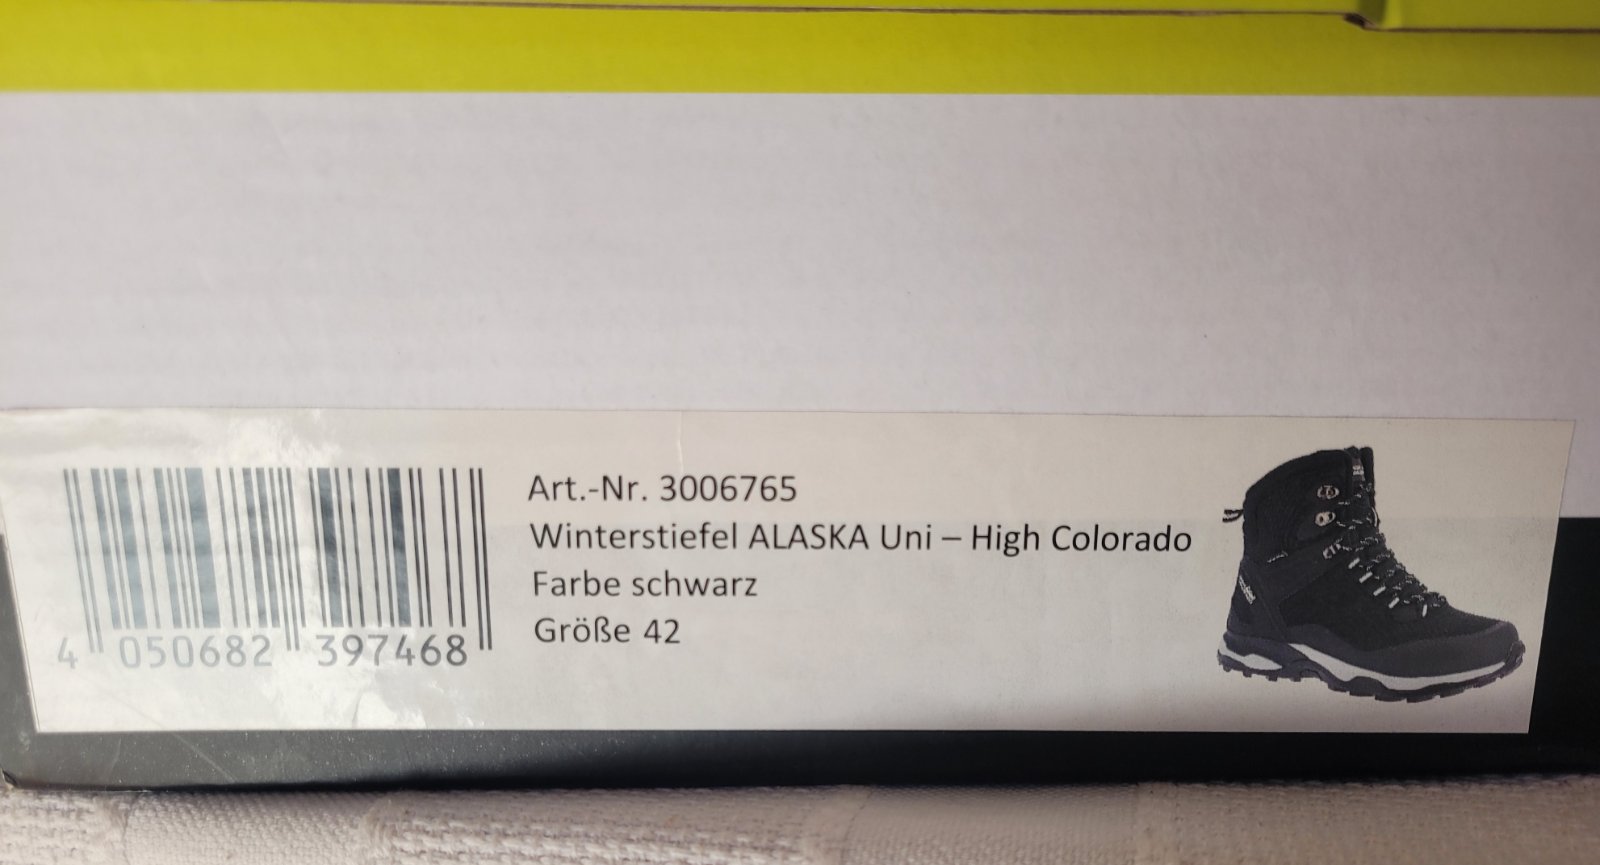 Art.-Nr. 3006765
Winterstiefel ALASKA Uni – High Colorado
Farbe schwarz
Größe 42
4 050682 397468